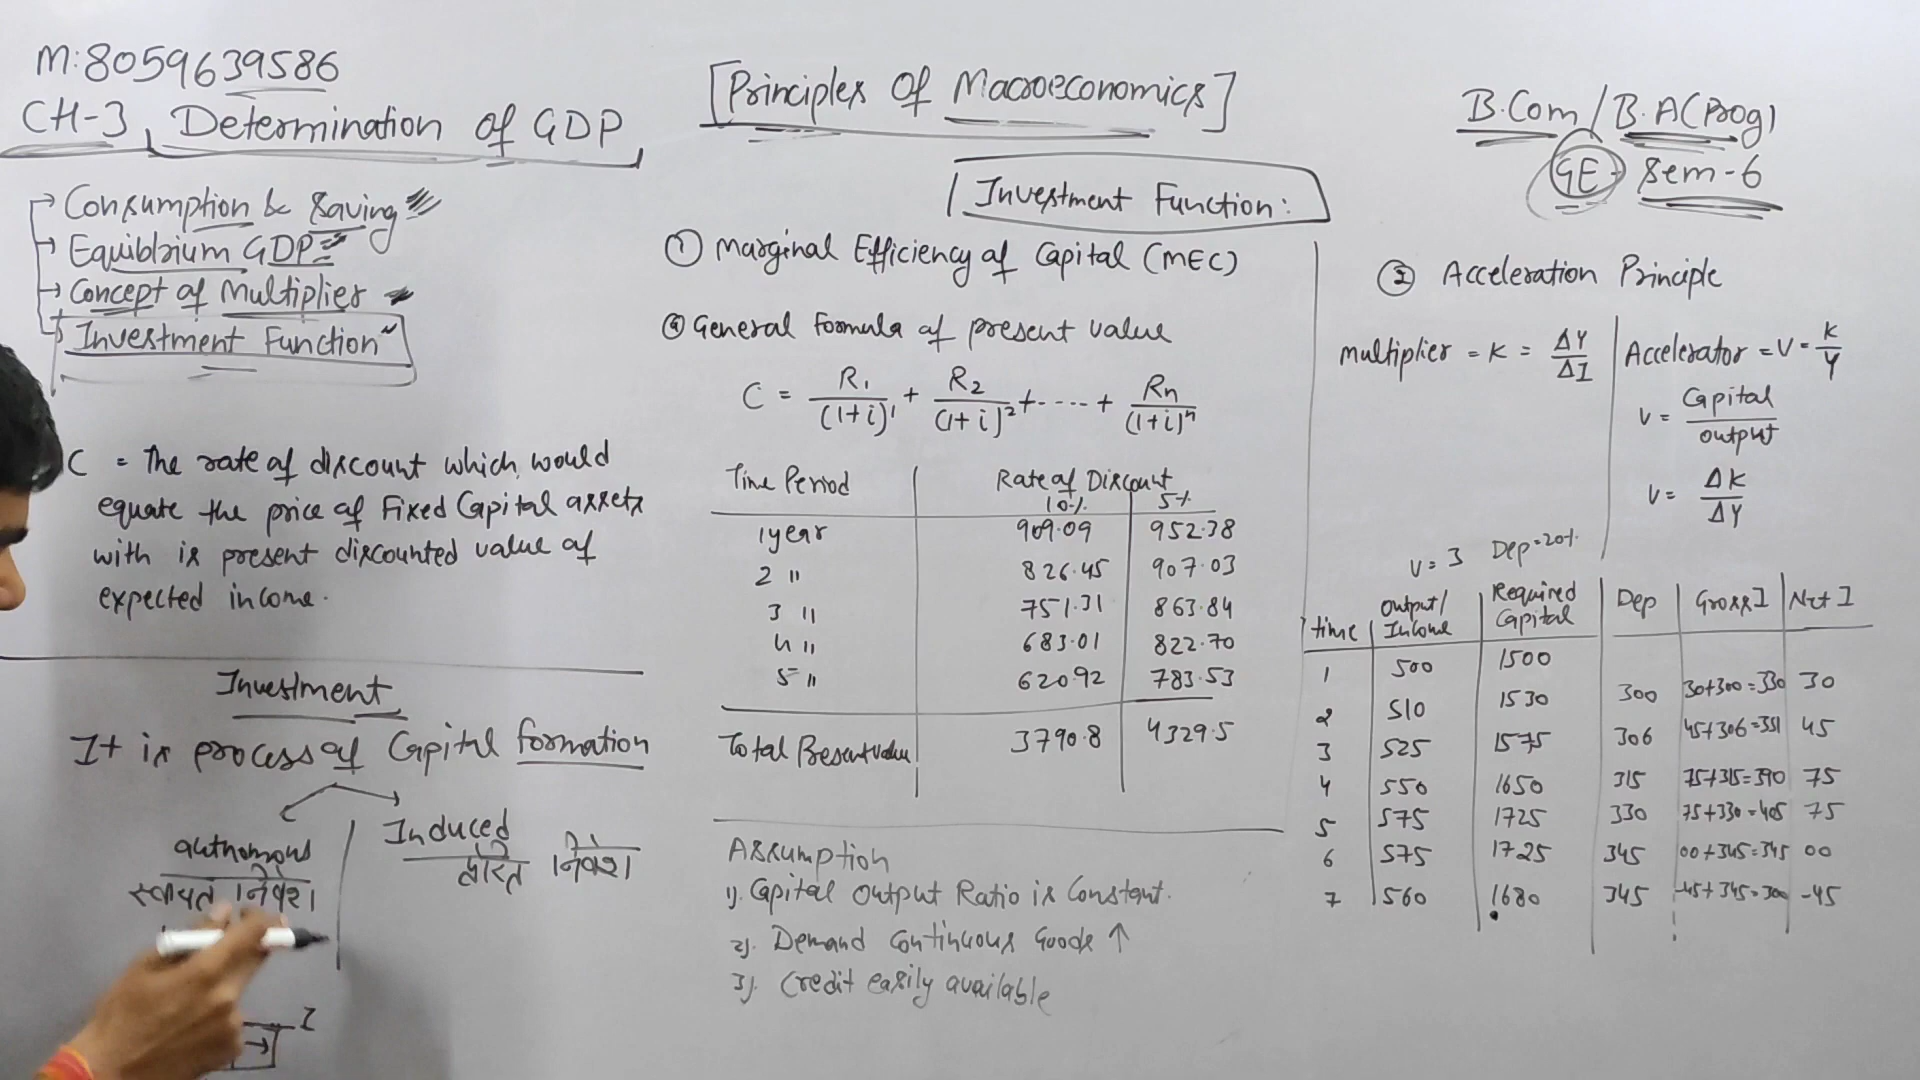 M:8059639586
CH-3, Determination of GDP
Consumption & Saving
Equiblrium GDP
Concept of Multiplier
Investment Function
C = The rate of discount which would
equate the price of Fixed Capital assets
with is present discounted value of
expected income.
Investment
It is process of Capital formation
authomous
स्वायत निवेश।
Induced
प्रेरित निवेश।
I
[Principles Of Macroeconomics]
Investment Function:
① Marginal Efficiency of Capital (MEC)
General formula of present value
C = R1/(1+i)^1 + R2/(1+i)^2 + ---- + Rn/(1+i)^n
Time Period Rate of Discount
10% 5%
1 year 909.09 952.38
2 " 826.45 907.03
3 " 751.31 863.84
4 " 683.01 822.70
5 " 62092 783.53
Total Present value 3790.8 4329.5
Assumption
1). Capital Output Ratio is Constant.
2). Demand Continuous Goods ↑
3). Credit easily available
B.Com/B.A(Prog)
GE- Sem-6
② Acceleration Principle
multiplier = K = ΔY/ΔI
Accelerator = V = K/Y
V = Capital/output
V = ΔK/ΔY
V = 3 Dep=20%
time Output/Income Required Capital Dep Gross I Net I
1 500 1500
2 510 1530 300 30+300=330 30
3 525 1575 306 45+306=351 45
4 550 1650 315 75+315=390 75
5 575 1725 330 75+330=405 75
6 575 1725 345 00+345=345 00
7 560 1680 345 -45+345=300 -45